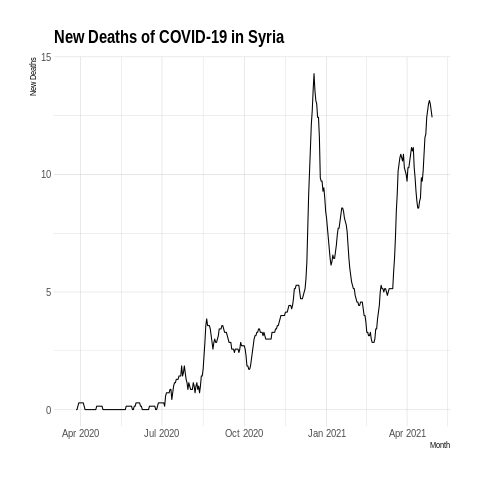 New Deaths of COVID-19 in Syria
New Deaths
15
10
5
0
Apr 2020 Jul 2020 Oct 2020 Jan 2021 Apr 2021
Month